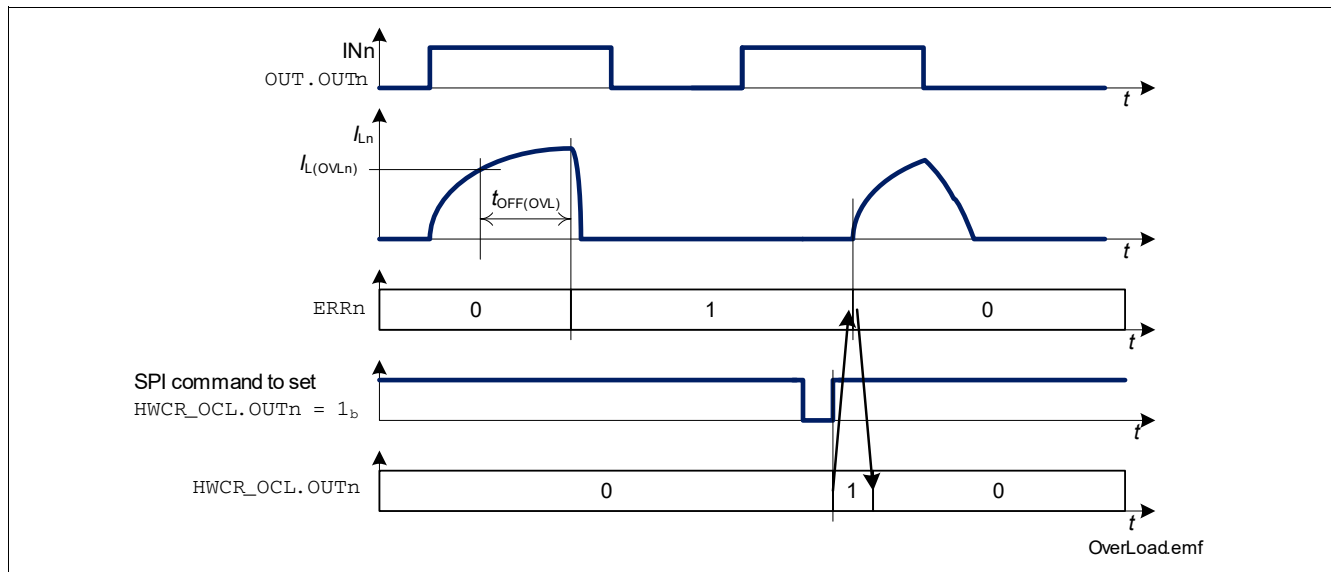 INn
OUT.OUTn
t
ILn
IL(OVLn)
tOFF(OVL)
t
ERRn
0 1 0
t
SPI command to set
HWCR_OCL.OUTn = 1b
t
HWCR_OCL.OUTn
0 1 0
t
OverLoad.emf